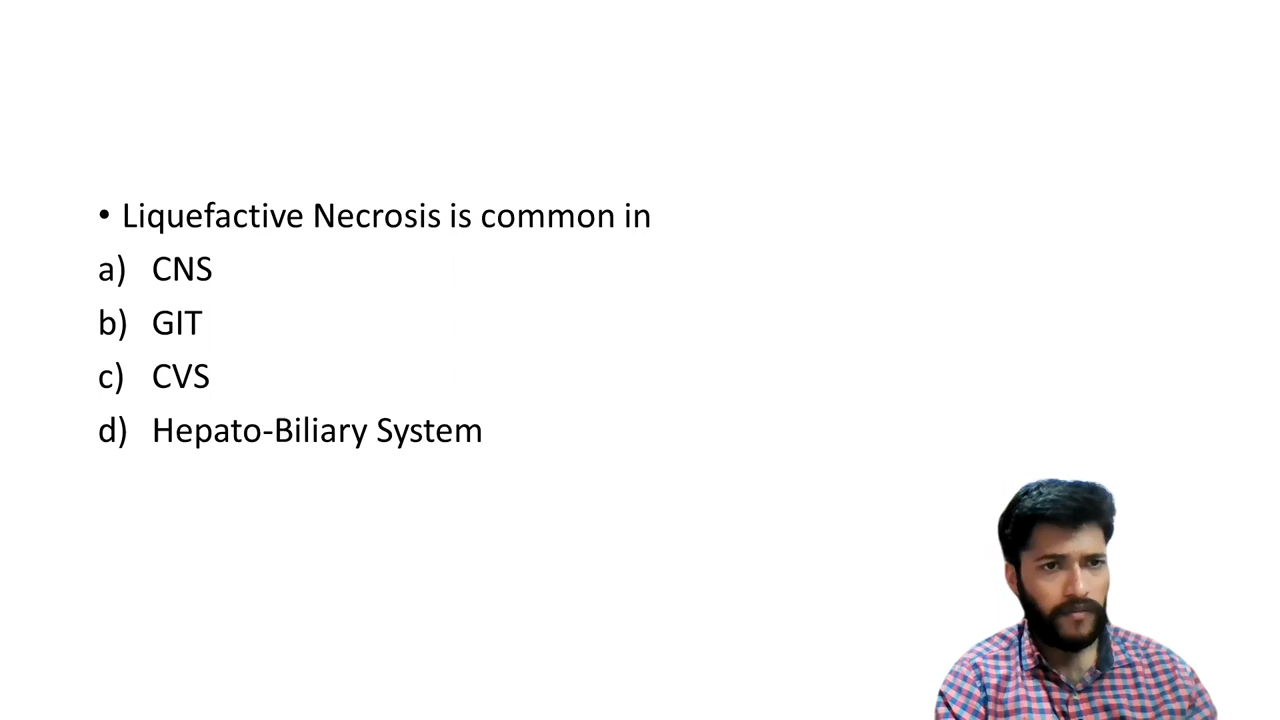 • Liquefactive Necrosis is common in
a) CNS
b) GIT
c) CVS
d) Hepato-Biliary System